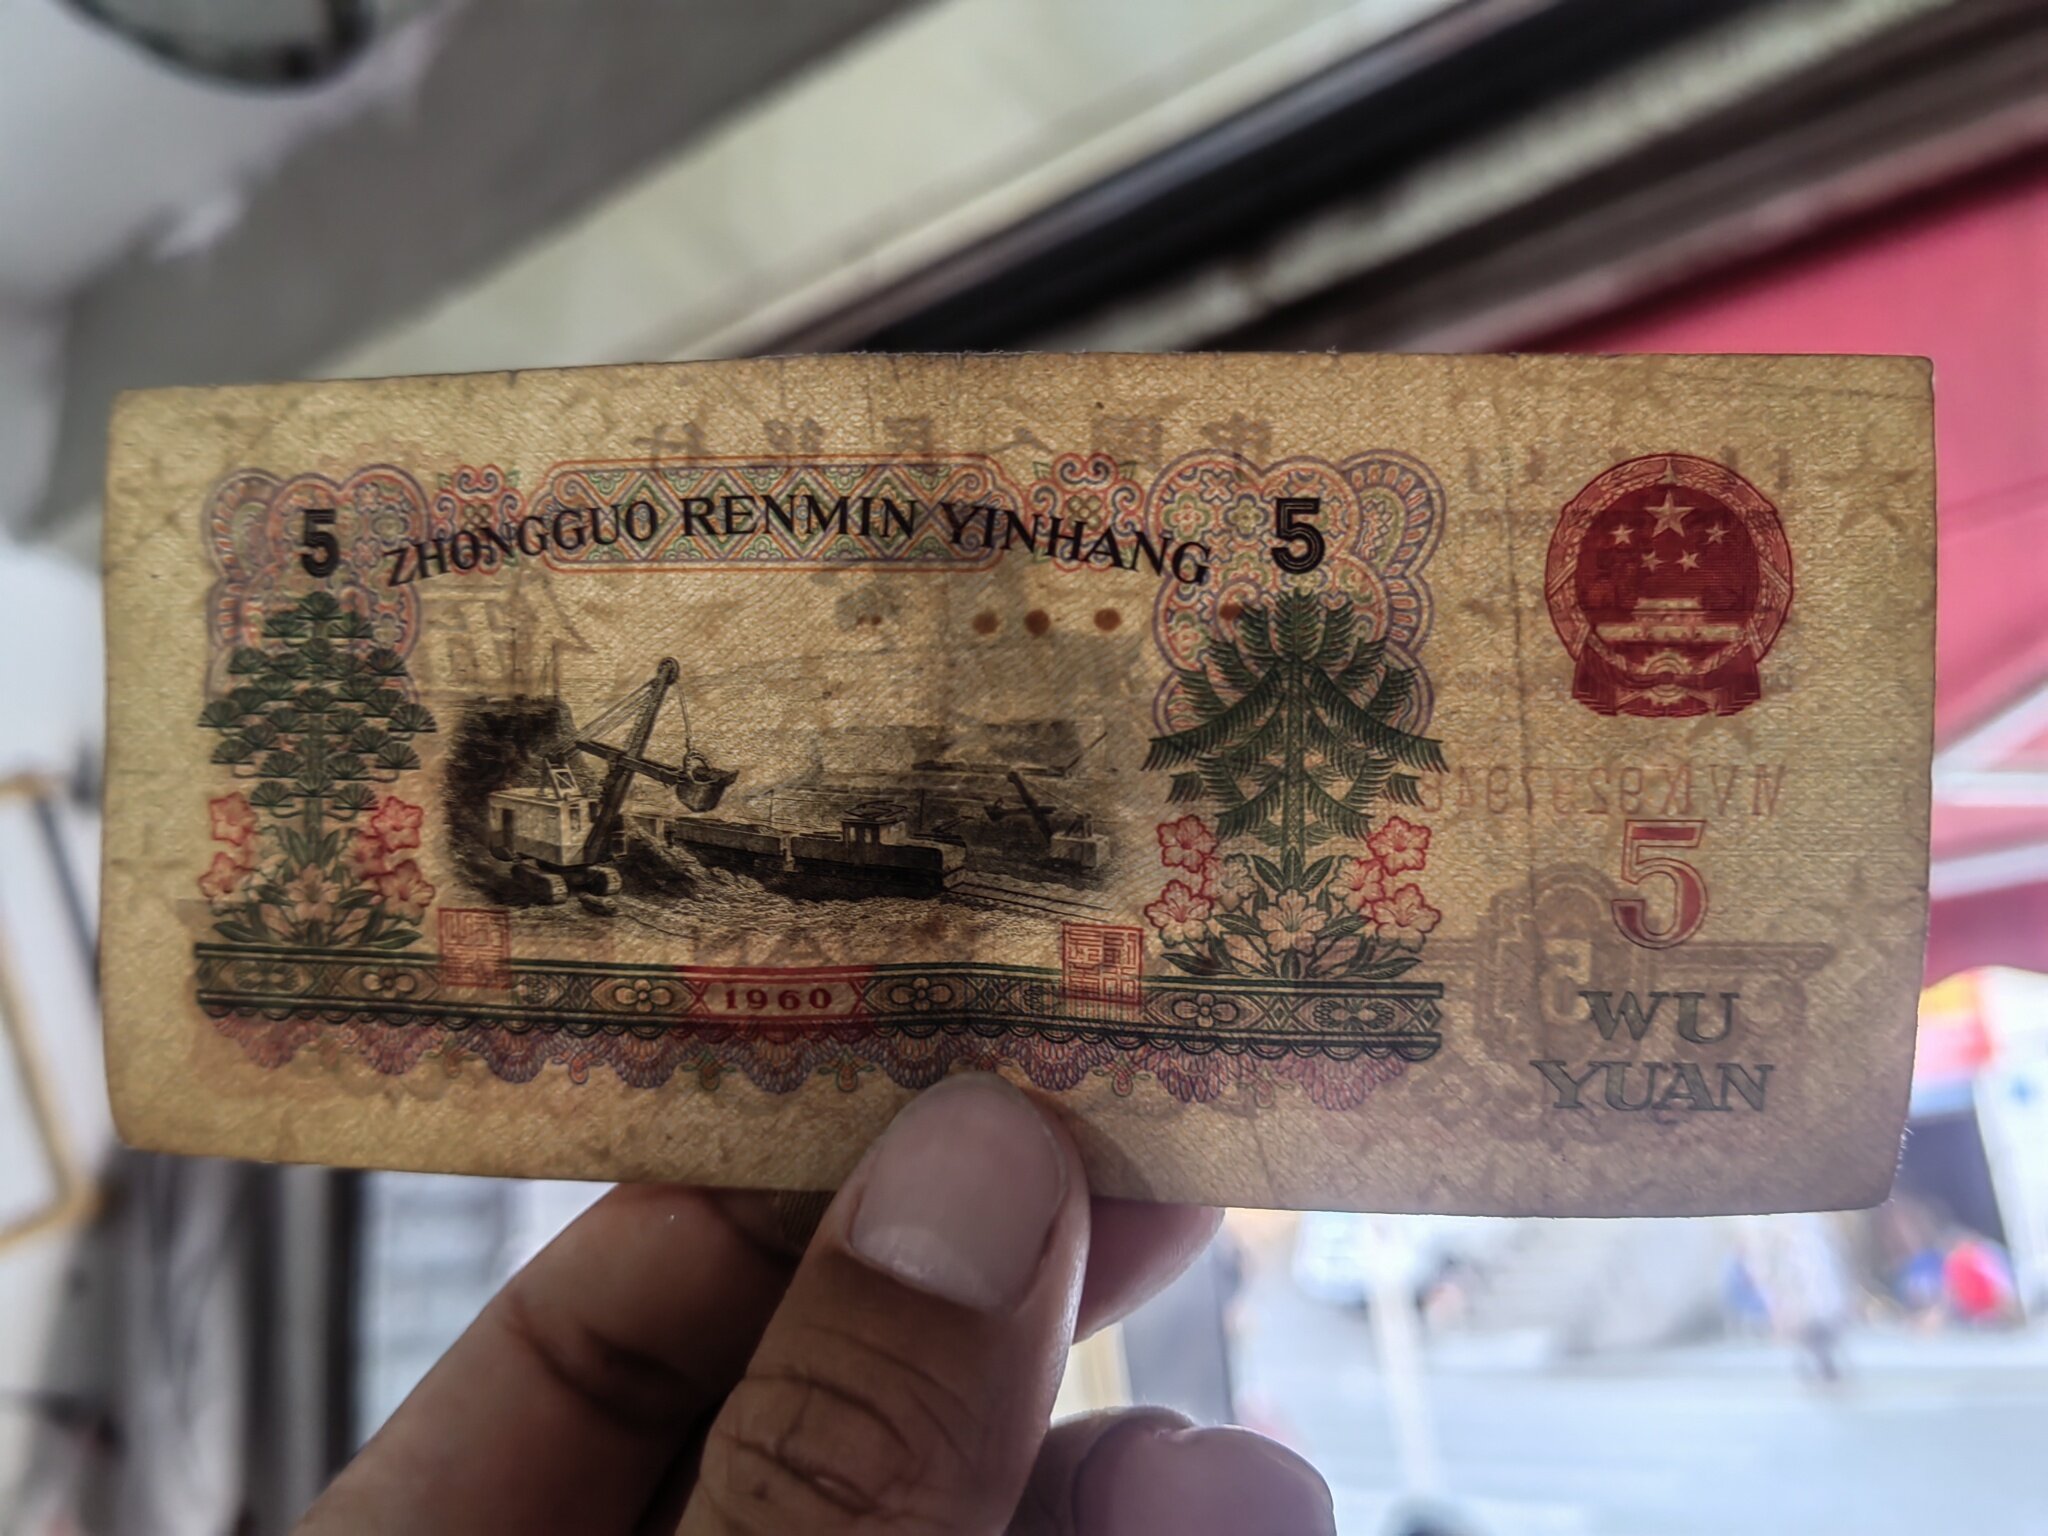 5 ZHONGGUO RENMIN YINHANG 5
5
1960
WU
YUAN